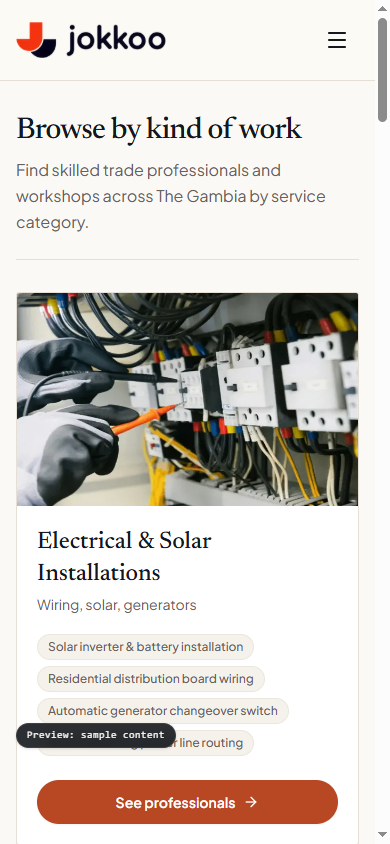 jokkoo
Browse by kind of work
Find skilled trade professionals and
workshops across The Gambia by service
category.
Electrical & Solar
Installations
Wiring, solar, generators
Solar inverter & battery installation
Residential distribution board wiring
Automatic generator changeover switch
Preview: sample content
line routing
See professionals →